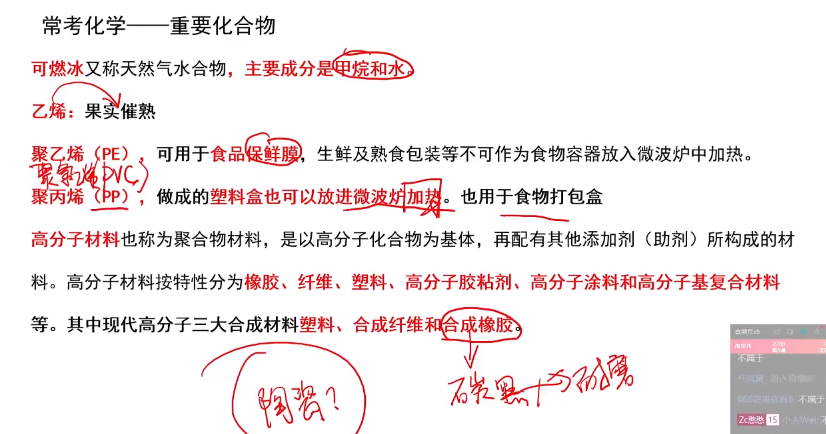 常考化学——重要化合物
可燃冰又称天然气水合物，主要成分是甲烷和水。
乙烯：果实催熟
聚乙烯（PE），可用于食品保鲜膜，生鲜及熟食包装等不可作为食物容器放入微波炉中加热。
聚氯乙烯(PVC)
聚丙烯（PP），做成的塑料盒也可以放进微波炉加热。也用于食物打包盒
高分子材料也称为聚合物材料，是以高分子化合物为基体，再配有其他添加剂（助剂）所构成的材
料。高分子材料按特性分为橡胶、纤维、塑料、高分子胶粘剂、高分子涂料和高分子基复合材料
等。其中现代高分子三大合成材料塑料、合成纤维和合成橡胶。
陶瓷？
炭黑 耐磨
不属于
不属于
15